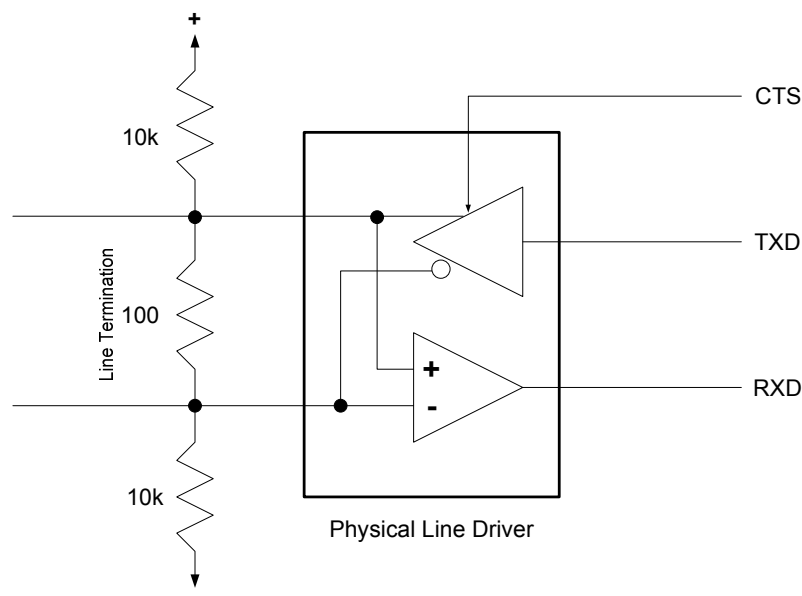 +
10k
CTS
TXD
Line Termination
100
+
-
RXD
10k
Physical Line Driver